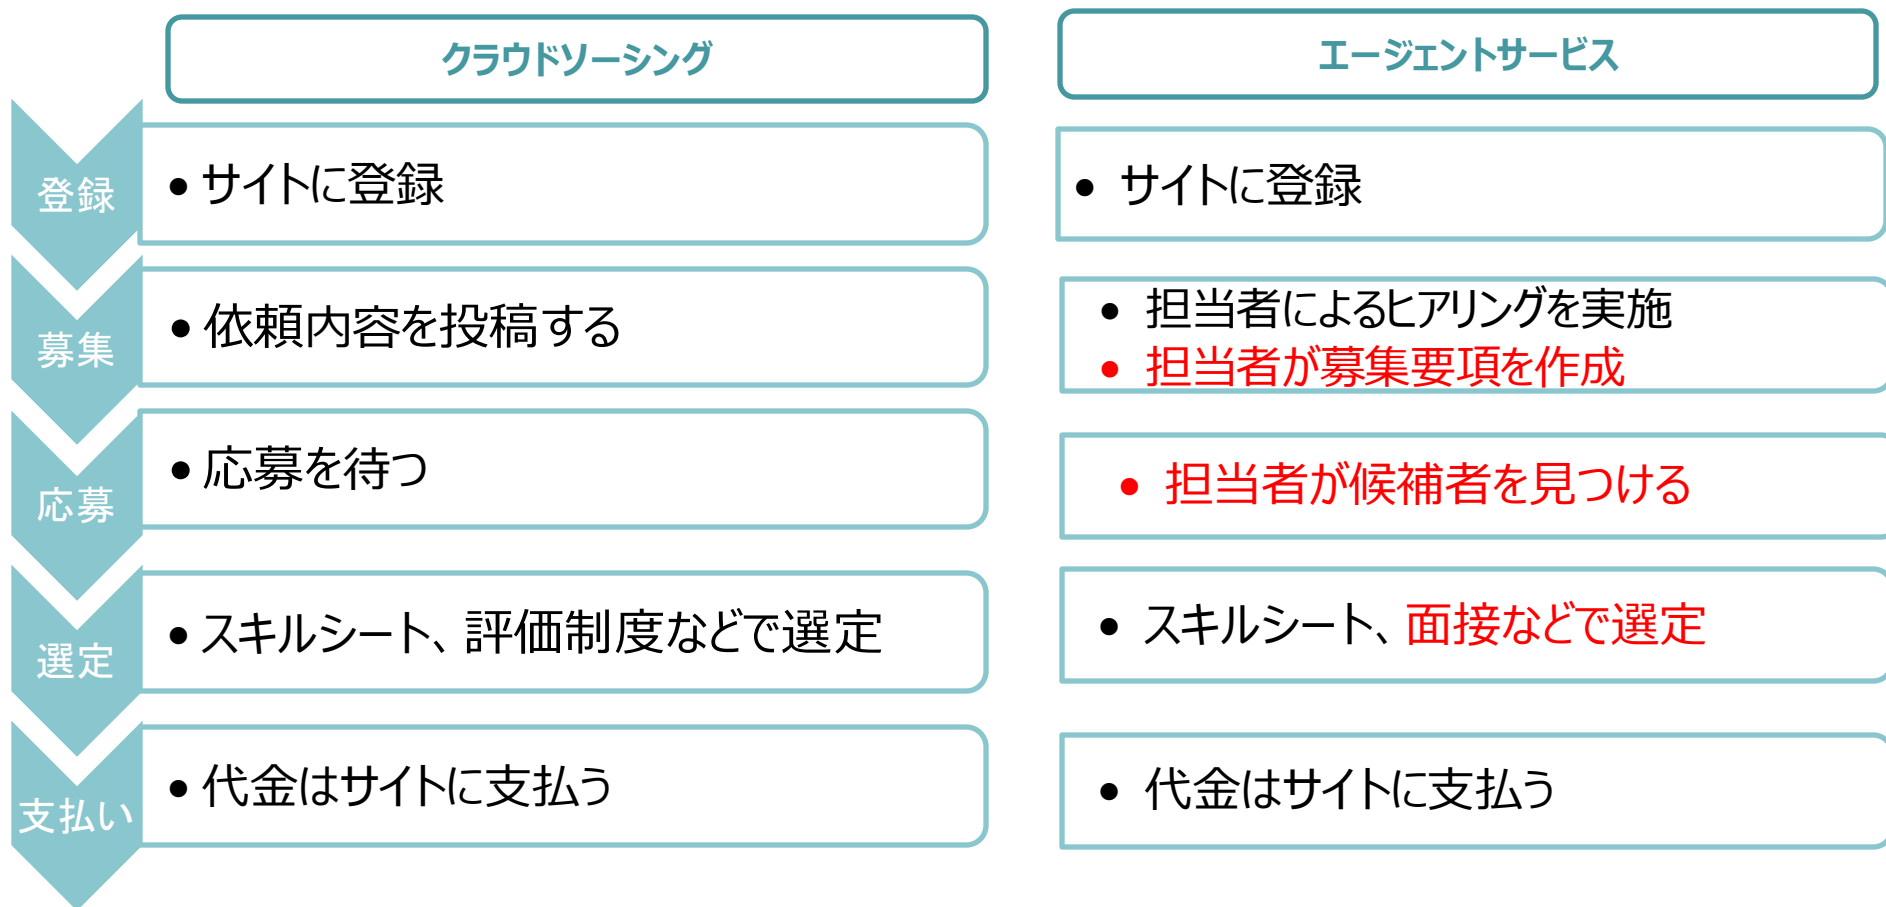 クラウドソーシング
エージェントサービス
登録
• サイトに登録
• サイトに登録
募集
• 依頼内容を投稿する
• 担当者によるヒアリングを実施
• 担当者が募集要項を作成
応募
• 応募を待つ
• 担当者が候補者を見つける
選定
• スキルシート、評価制度などで選定
• スキルシート、面接などで選定
支払い
• 代金はサイトに支払う
• 代金はサイトに支払う